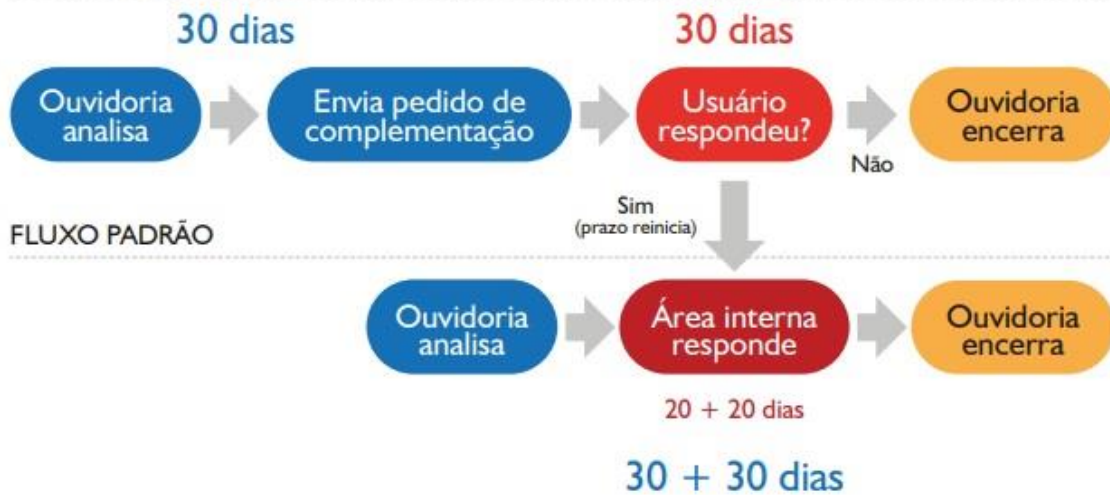 30 dias
30 dias
Ouvidoria
analisa
Envia pedido de
complementação
Usuário
respondeu?
Ouvidoria
encerra
Não
Sim
(prazo reinicia)
FLUXO PADRÃO
Ouvidoria
analisa
Área interna
responde
Ouvidoria
encerra
20 + 20 dias
30 + 30 dias